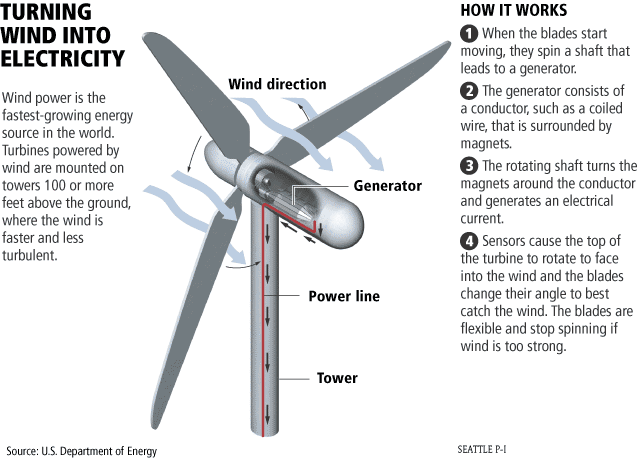 TURNING
WIND INTO
ELECTRICITY
Wind power is the
fastest-growing energy
source in the world.
Turbines powered by
wind are mounted on
towers 100 or more
feet above the ground,
where the wind is
faster and less
turbulent.
Wind direction
Generator
Power line
Tower
HOW IT WORKS
1 When the blades start
moving, they spin a shaft that
leads to a generator.
2 The generator consists of
a conductor, such as a coiled
wire, that is surrounded by
magnets.
3 The rotating shaft turns the
magnets around the conductor
and generates an electrical
current.
4 Sensors cause the top of
the turbine to rotate to face
into the wind and the blades
change their angle to best
catch the wind. The blades are
flexible and stop spinning if
wind is too strong.
Source: U.S. Department of Energy
SEATTLE P-I